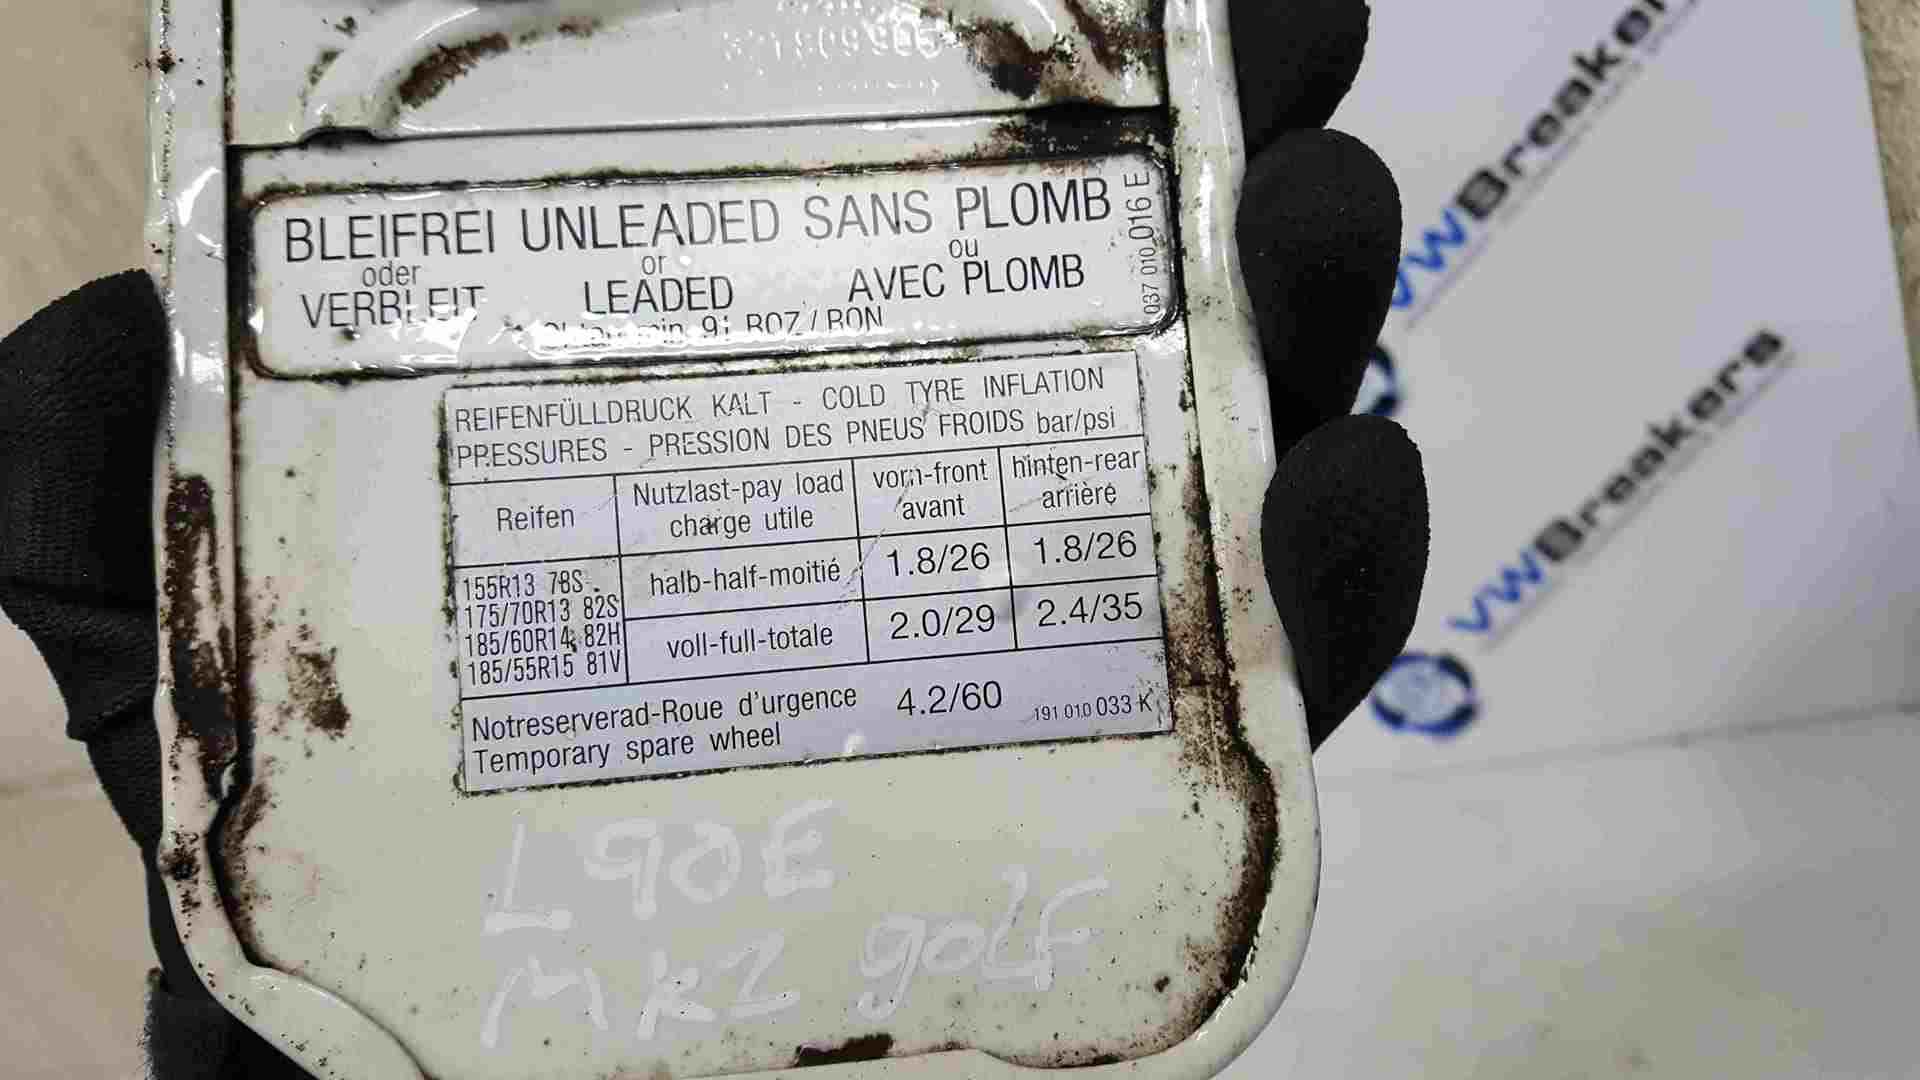 BLEIFREI UNLEADED SANS PLOMB
oder or ou
VERBLEIT LEADED AVEC PLOMB
min. 91 ROZ/RON
037 010 016 E
REIFENFÜLLDRUCK KALT - COLD TYRE INFLATION
PRESSURES - PRESSION DES PNEUS FROIDS bar/psi
Reifen
Nutzlast-pay load
charge utile
vorn-front
avant
hinten-rear
arrière
155R13 78S
175/70R13 82S
185/60R14 82H
185/55R15 81V
halb-half-moitié 1.8/26 1.8/26
voll-full-totale 2.0/29 2.4/35
Notreserverad-Roue d'urgence 4.2/60
Temporary spare wheel
191 010 033 K
L90E
MK2 golf
vwBreakers
vwBreakers